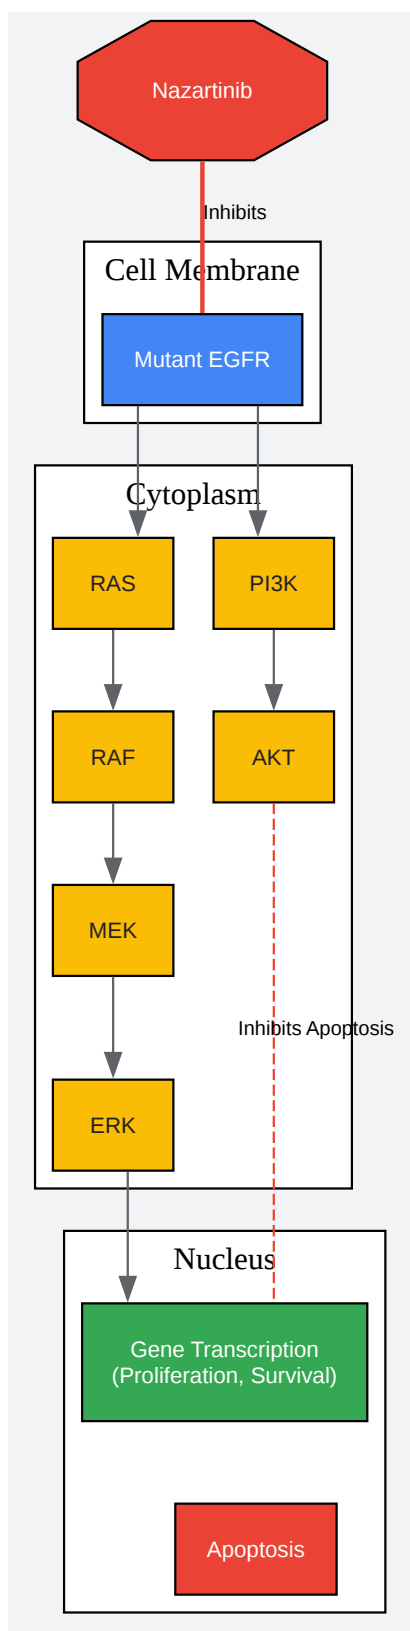 Nazartinib
Inhibits
Cell Membrane
Mutant EGFR
Cytoplasm
RAS
PI3K
RAF
AKT
MEK
Inhibits Apoptosis
ERK
Nucleus
Gene Transcription
(Proliferation, Survival)
Apoptosis